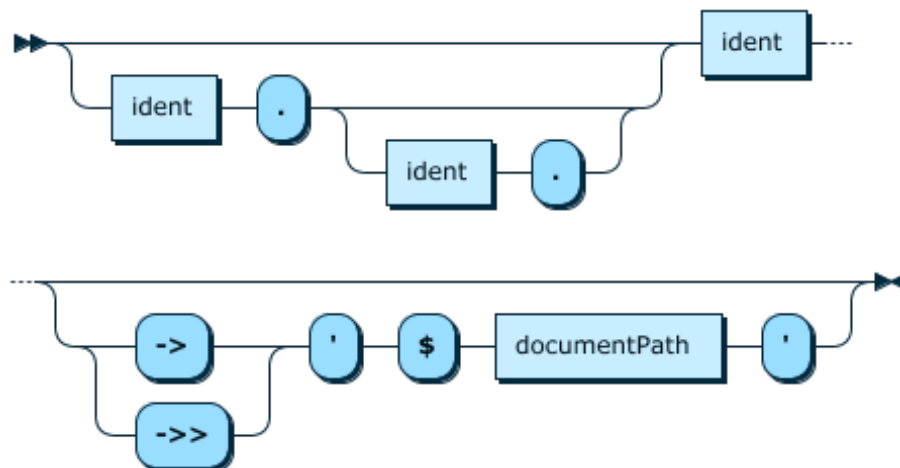 ident
ident .
ident .
-> ' $ documentPath '
->>